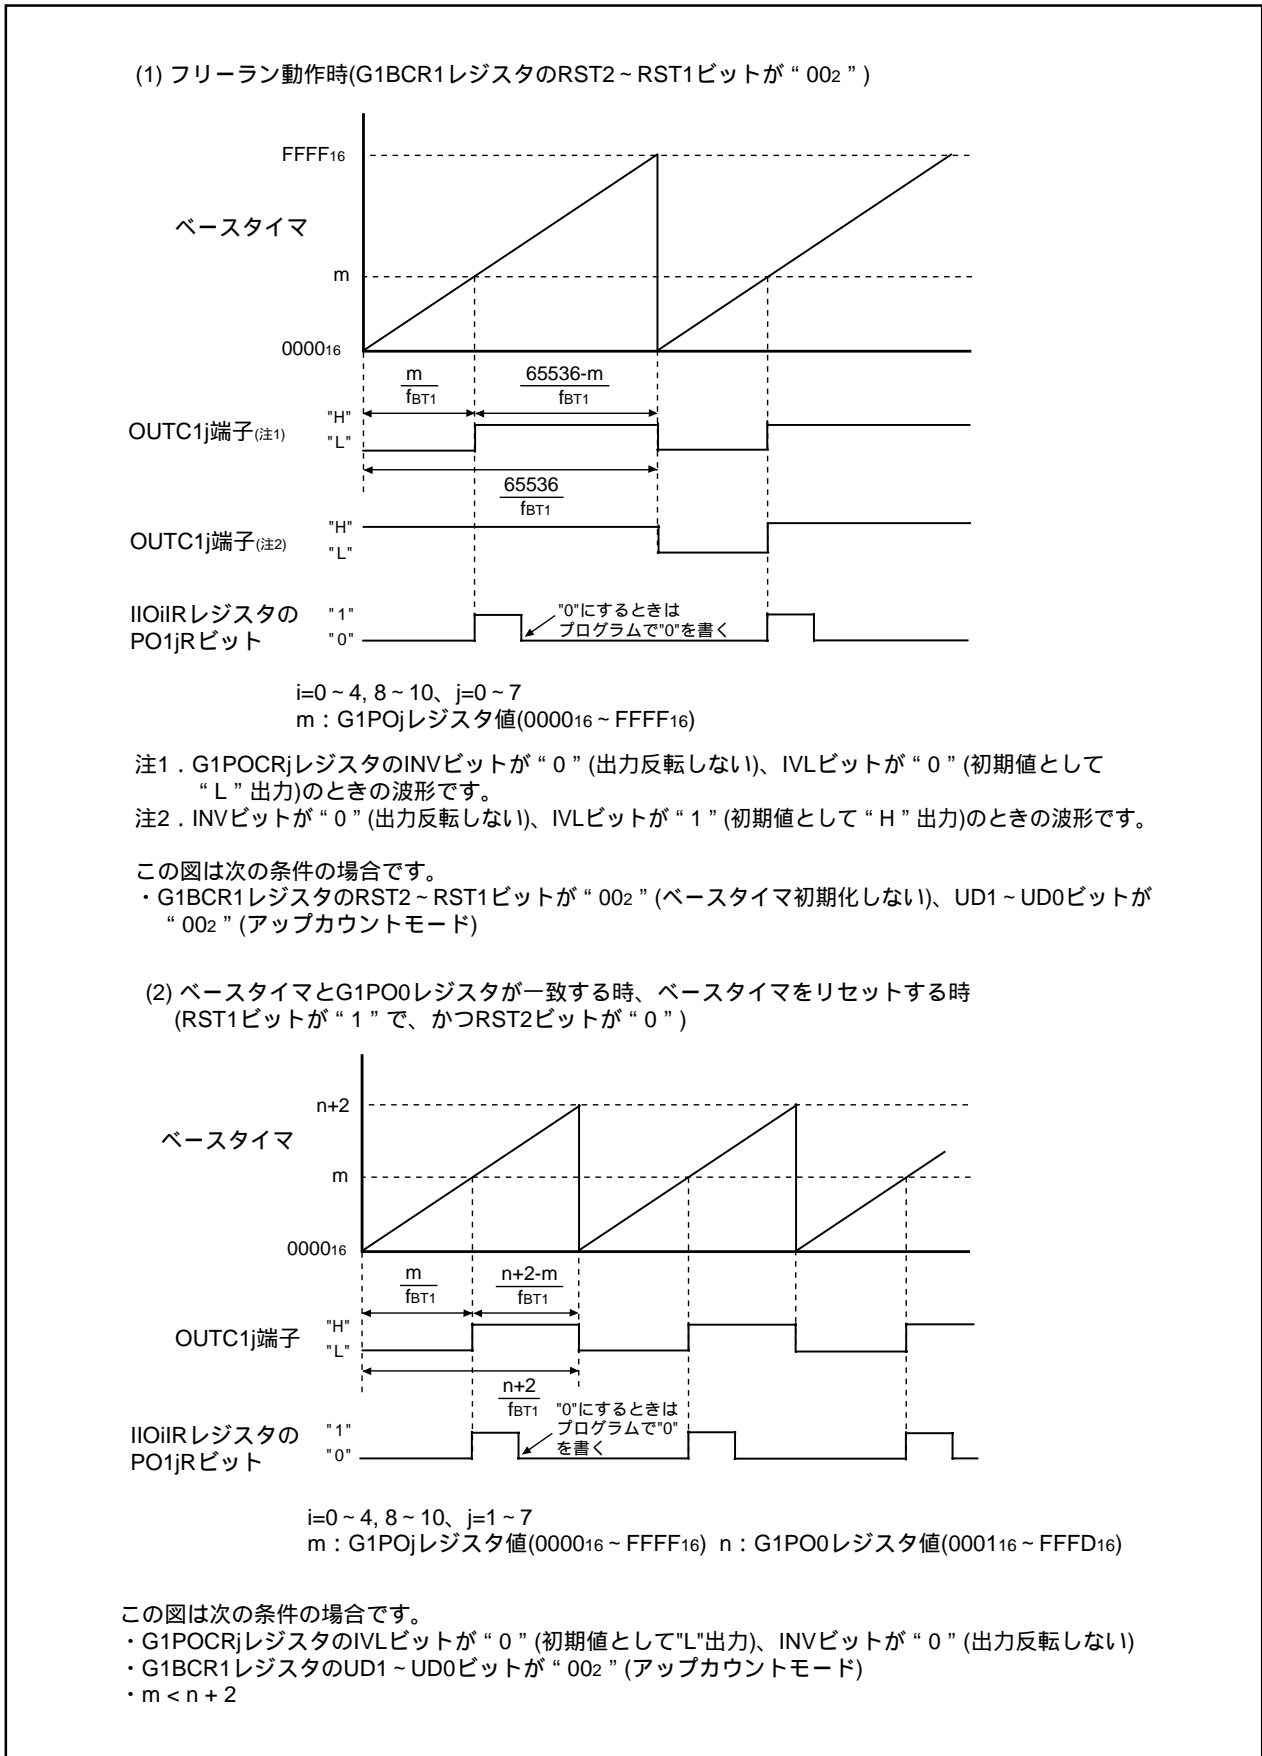 (1) フリーラン動作時(G1BCR1レジスタのRST2~RST1ビットが“002”)
FFFF16
ベースタイマ
m
000016
m
fBT1
65536-m
fBT1
OUTC1j端子(注1)
"H"
"L"
65536
fBT1
OUTC1j端子(注2)
"H"
"L"
IIOiIRレジスタの
PO1jRビット
"1"
"0"
"0"にするときは
プログラムで"0"を書く
i=0~4, 8~10、j=0~7
m:G1POjレジスタ値(000016~FFFF16)
注1.G1POCRjレジスタのINVビットが“0”(出力反転しない)、IVLビットが“0”(初期値として
“L”出力)のときの波形です。
注2.INVビットが“0”(出力反転しない)、IVLビットが“1”(初期値として“H”出力)のときの波形です。
この図は次の条件の場合です。
・G1BCR1レジスタのRST2~RST1ビットが“002”(ベースタイマ初期化しない)、UD1~UD0ビットが
“002”(アップカウントモード)
(2) ベースタイマとG1PO0レジスタが一致する時、ベースタイマをリセットする時
(RST1ビットが“1”で、かつRST2ビットが“0”)
n+2
ベースタイマ
m
000016
m
fBT1
n+2-m
fBT1
OUTC1j端子
"H"
"L"
n+2
fBT1
IIOiIRレジスタの
PO1jRビット
"1"
"0"
"0"にするときは
プログラムで"0"
を書く
i=0~4, 8~10、j=1~7
m:G1POjレジスタ値(000016~FFFF16) n:G1PO0レジスタ値(000116~FFFD16)
この図は次の条件の場合です。
・G1POCRjレジスタのIVLビットが“0”(初期値として"L"出力)、INVビットが“0”(出力反転しない)
・G1BCR1レジスタのUD1~UD0ビットが“002”(アップカウントモード)
・m < n + 2